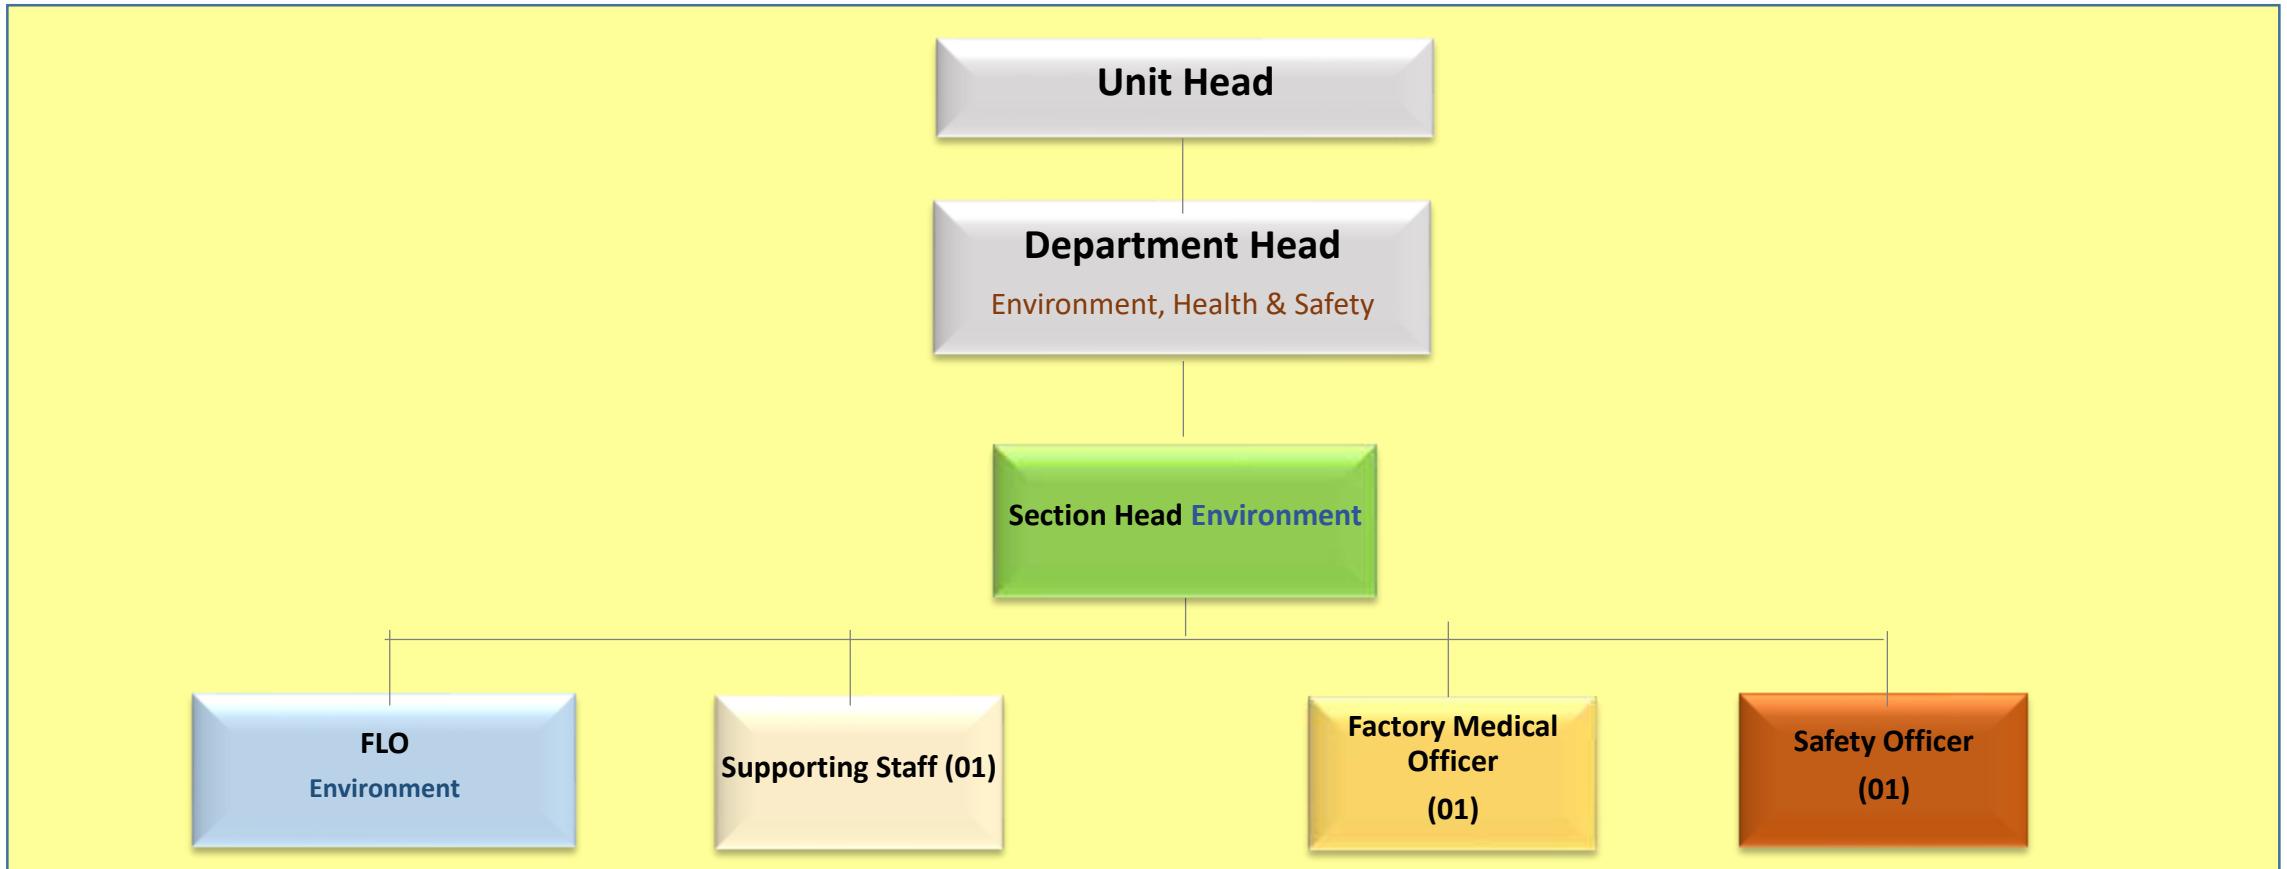 Unit Head
Department Head
Environment, Health & Safety
Section Head Environment
FLO
Environment
Supporting Staff (01)
Factory Medical
Officer
(01)
Safety Officer
(01)